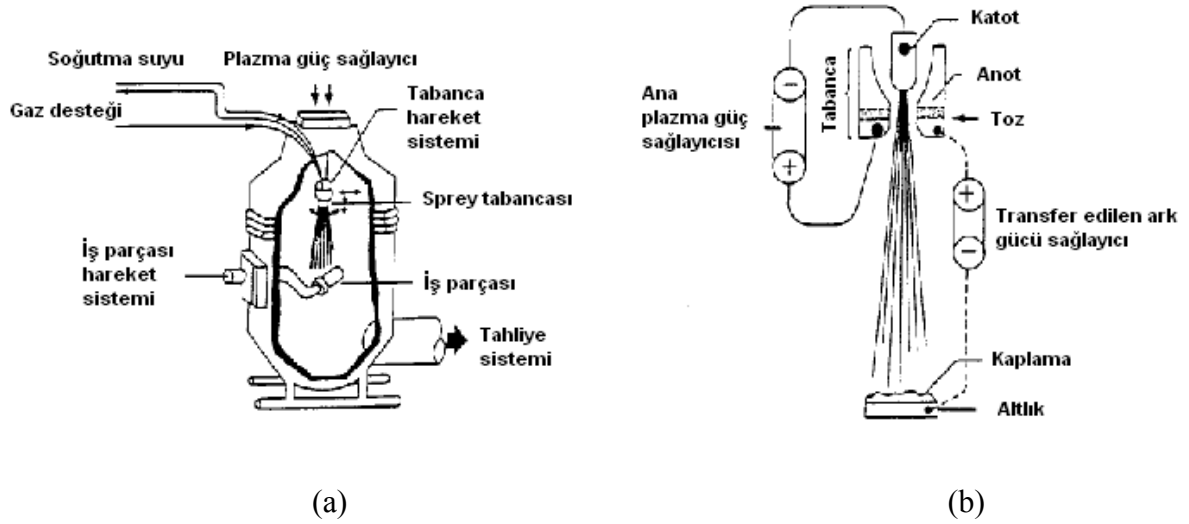 Soğutma suyu
Plazma güç sağlayıcı
Gaz desteği
Tabanca
hareket
sistemi
Sprey tabancası
İş parçası
hareket
sistemi
İş parçası
Tahliye
sistemi
(a)
Katot
Anot
Toz
Tabanca
Ana
plazma güç
sağlayıcısı
−
+
+
−
Transfer edilen ark
gücü sağlayıcı
Kaplama
Altlık
(b)